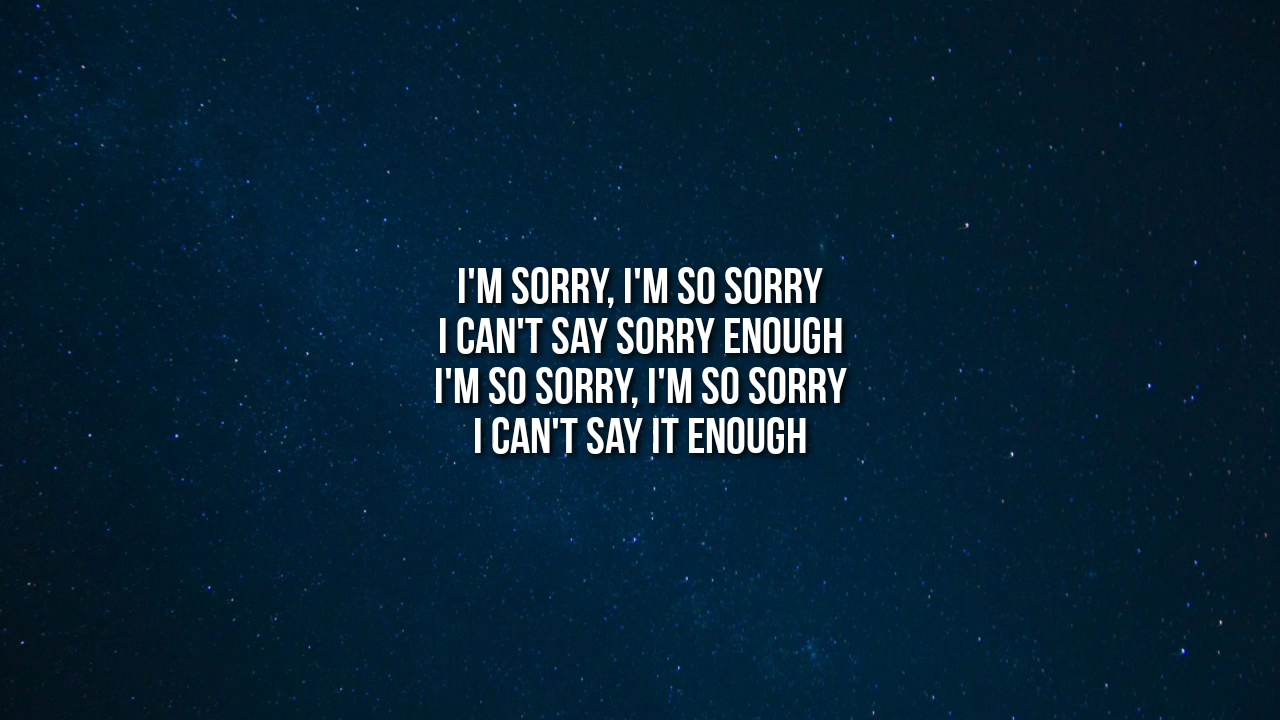 I'M SORRY, I'M SO SORRY
I CAN'T SAY SORRY ENOUGH
I'M SO SORRY, I'M SO SORRY
I CAN'T SAY IT ENOUGH